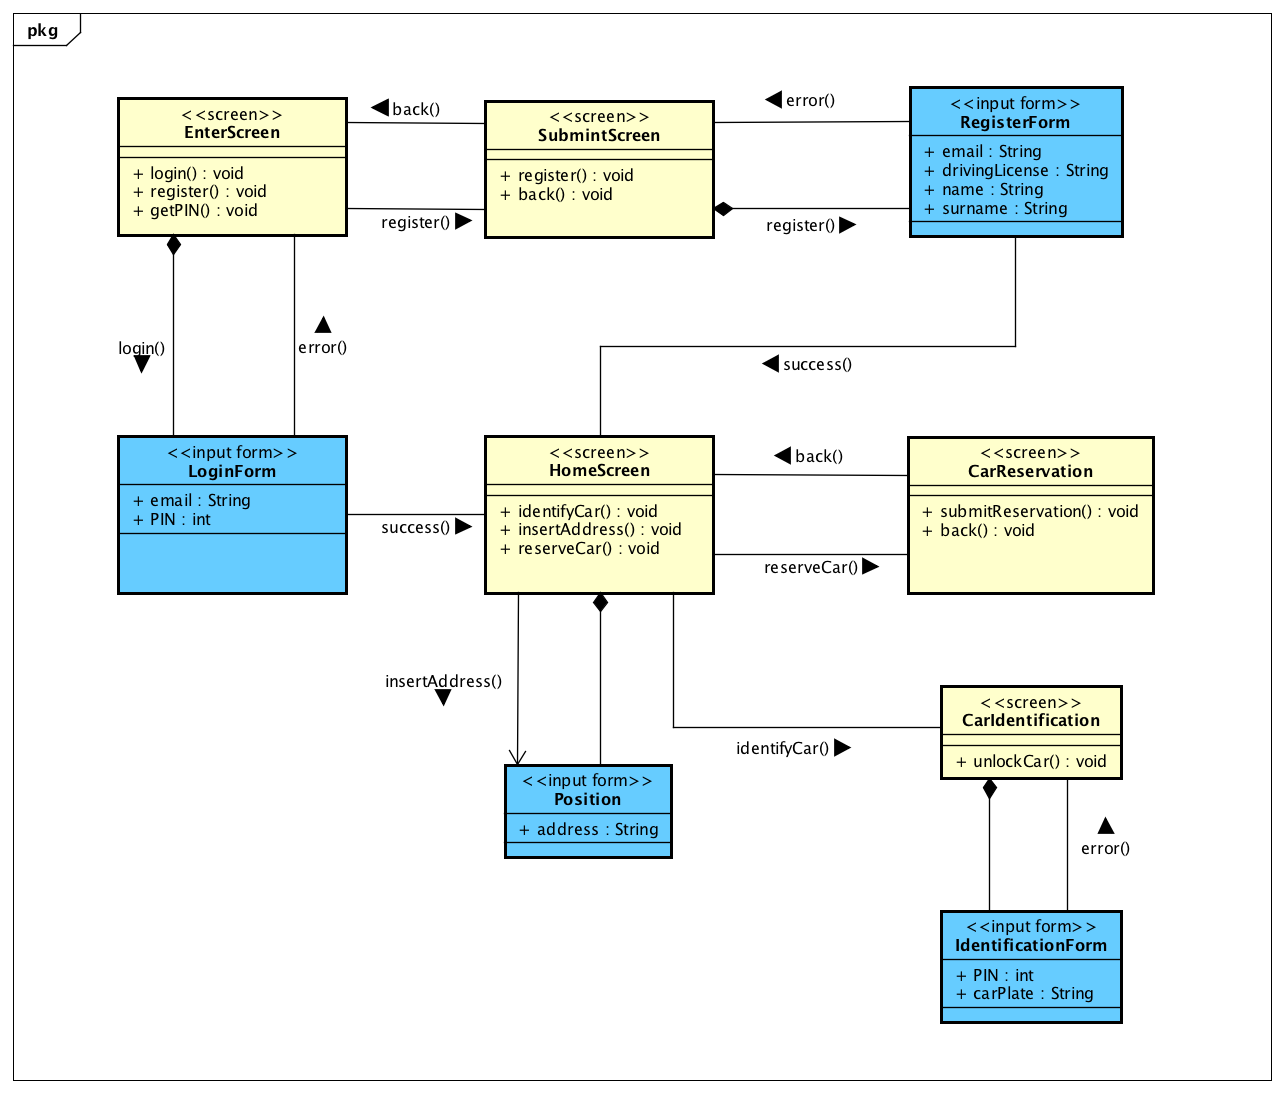 pkg
<<screen>>
EnterScreen
+ login() : void
+ register() : void
+ getPIN() : void
back()
register()
<<screen>>
SubmintScreen
+ register() : void
+ back() : void
error()
register()
<<input form>>
RegisterForm
+ email : String
+ drivingLicense : String
+ name : String
+ surname : String
login()
error()
success()
<<input form>>
LoginForm
+ email : String
+ PIN : int
success()
<<screen>>
HomeScreen
+ identifyCar() : void
+ insertAddress() : void
+ reserveCar() : void
back()
reserveCar()
<<screen>>
CarReservation
+ submitReservation() : void
+ back() : void
insertAddress()
identifyCar()
<<screen>>
CarIdentification
+ unlockCar() : void
<<input form>>
Position
+ address : String
error()
<<input form>>
IdentificationForm
+ PIN : int
+ carPlate : String